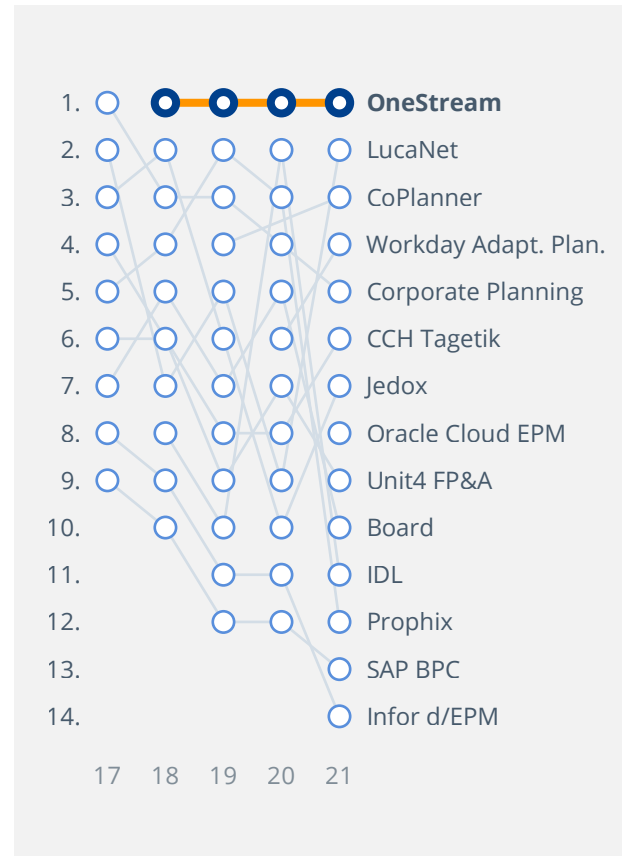 1. OneStream
2. LucaNet
3. CoPlanner
4. Workday Adapt. Plan.
5. Corporate Planning
6. CCH Tagetik
7. Jedox
8. Oracle Cloud EPM
9. Unit4 FP&A
10. Board
11. IDL
12. Prophix
13. SAP BPC
14. Infor d/EPM
17 18 19 20 21